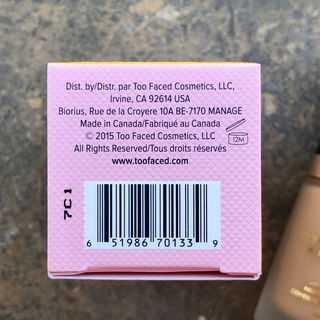 Dist. by/Distr. par Too Faced Cosmetics, LLC,
Irvine, CA 92614 USA
Biorius, Rue de la Croyere 10A BE-7170 MANAGE
Made in Canada/Fabriqué au Canada
© 2015 Too Faced Cosmetics, LLC
All Rights Reserved/Tous droits réservés
www.toofaced.com
12M
7C 1
6 51986 70133 9